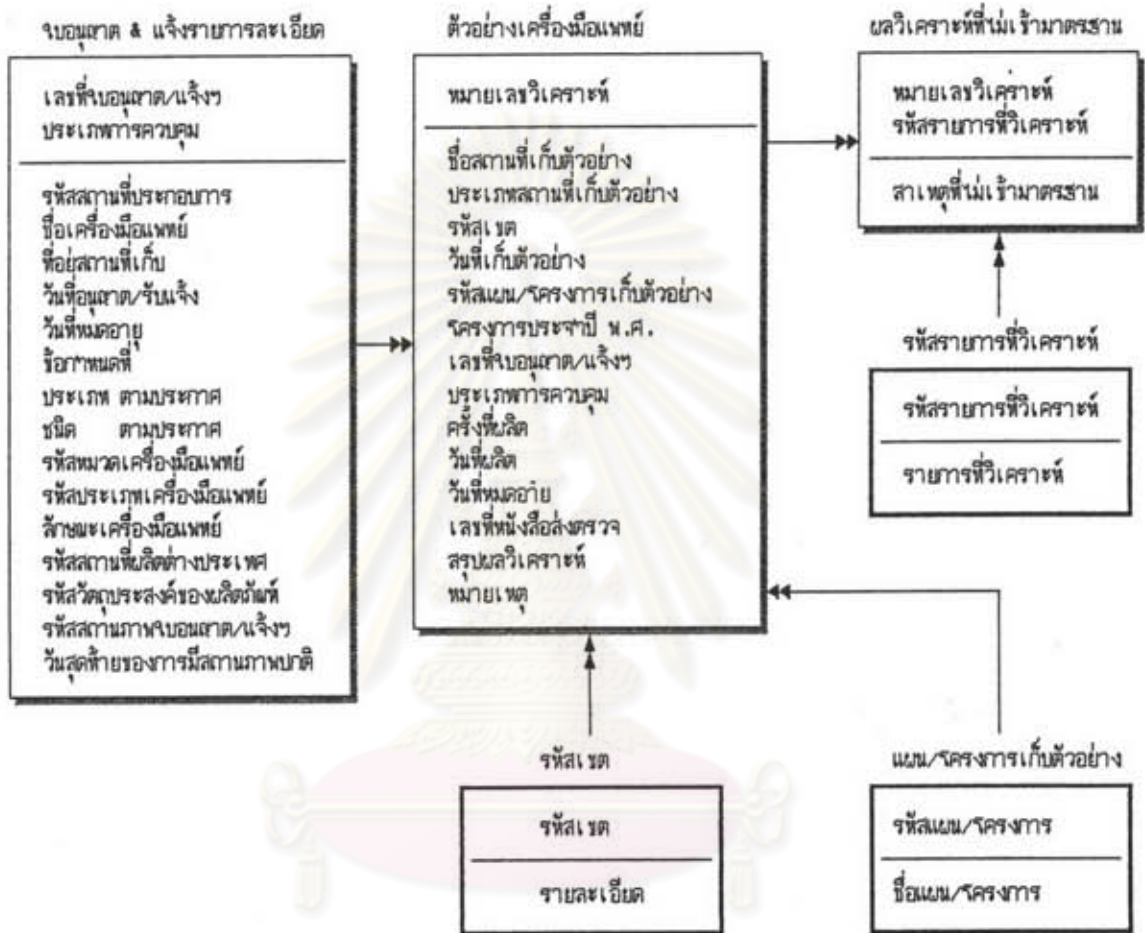 ใบอนุญาต & แจ้งรายการละเอียด
เลขที่ใบอนุญาต/แจ้งฯ
ประเภทการควบคุม
รหัสสถานที่ประกอบการ
ชื่อเครื่องมือแพทย์
ที่อยู่สถานที่เก็บ
วันที่อนุญาต/รับแจ้ง
วันที่หมดอายุ
ข้อกำหนดที่
ประเภท ตามประกาศ
ชนิด ตามประกาศ
รหัสหมวดเครื่องมือแพทย์
รหัสประเภทเครื่องมือแพทย์
ลักษณะเครื่องมือแพทย์
รหัสสถานที่ผลิตต่างประเทศ
รหัสวัตถุประสงค์ของผลิตภัณฑ์
รหัสสถานภาพใบอนุญาต/แจ้งฯ
วันสุดท้ายของการมีสถานภาพปกติ
ตัวอย่างเครื่องมือแพทย์
หมายเลขวิเคราะห์
ชื่อสถานที่เก็บตัวอย่าง
ประเภทสถานที่เก็บตัวอย่าง
รหัสเขต
วันที่เก็บตัวอย่าง
รหัสแผน/โครงการเก็บตัวอย่าง
โครงการประจำปี พ.ศ.
เลขที่ใบอนุญาต/แจ้งฯ
ประเภทการควบคุม
ครั้งที่ผลิต
วันที่ผลิต
วันที่หมดอายุ
เลขที่หนังสือส่งตรวจ
สรุปผลวิเคราะห์
หมายเหตุ
ผลวิเคราะห์ที่ไม่เข้ามาตรฐาน
หมายเลขวิเคราะห์
รหัสรายการที่วิเคราะห์
สาเหตุที่ไม่เข้ามาตรฐาน
รหัสรายการที่วิเคราะห์
รหัสรายการที่วิเคราะห์
รายการที่วิเคราะห์
รหัสเขต
รหัสเขต
รายละเอียด
แผน/โครงการเก็บตัวอย่าง
รหัสแผน/โครงการ
ชื่อแผน/โครงการ